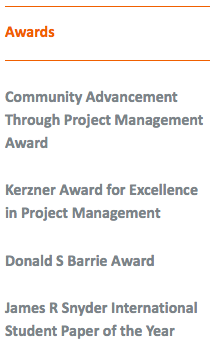 Awards
Community Advancement
Through Project Management
Award
Kerzner Award for Excellence
in Project Management
Donald S Barrie Award
James R Snyder International
Student Paper of the Year